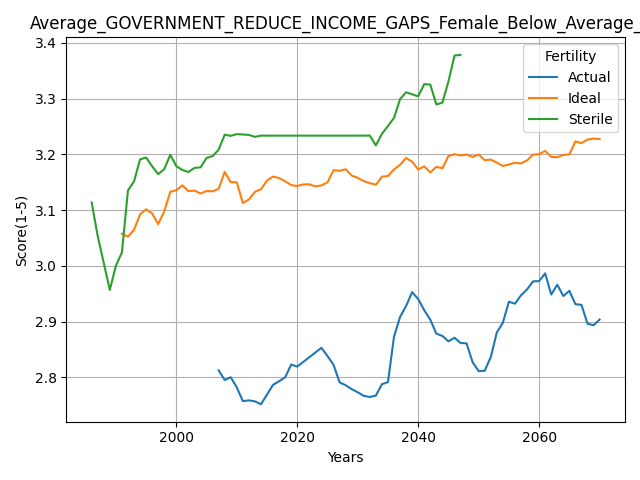 Average_GOVERNMENT_REDUCE_INCOME_GAPS_Female_Below_Average_
3.4
3.3
3.2
3.1
3.0
2.9
2.8
Score(1-5)
Fertility
Actual
Ideal
Sterile
2000
2020
2040
2060
Years